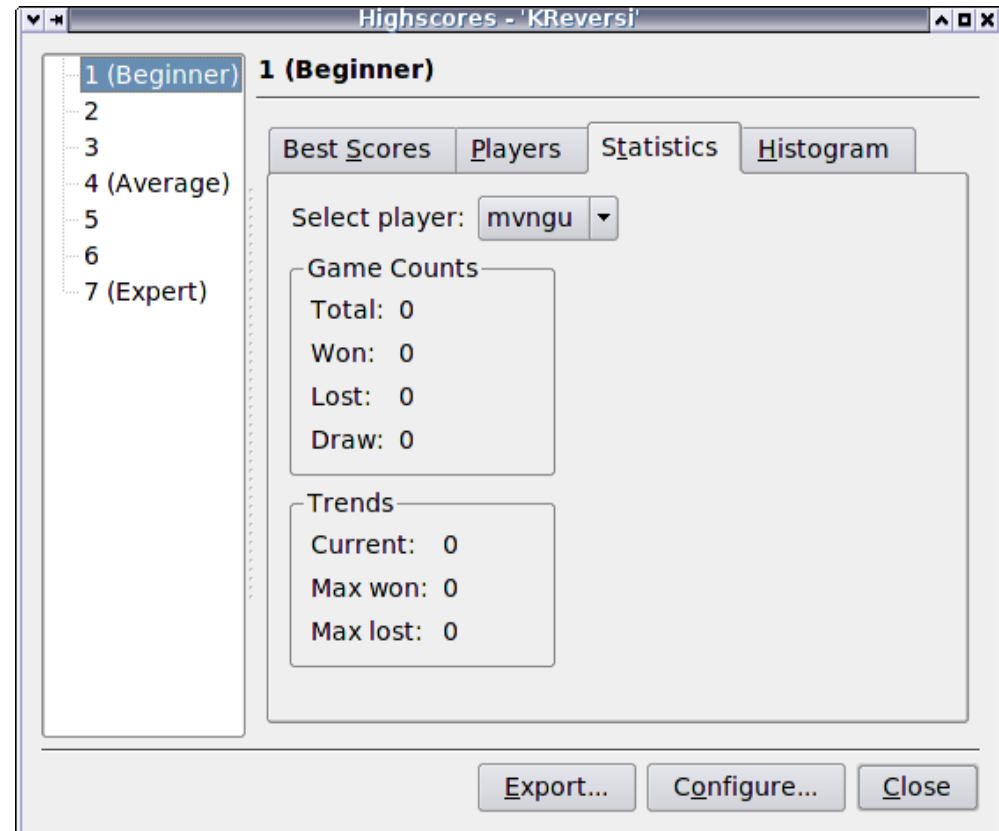 Highscores - 'KReversi'
1 (Beginner)
2
3
4 (Average)
5
6
7 (Expert)
1 (Beginner)
Best Scores Players Statistics Histogram
Select player: mvngu
Game Counts
Total: 0
Won: 0
Lost: 0
Draw: 0
Trends
Current: 0
Max won: 0
Max lost: 0
Export... Configure... Close